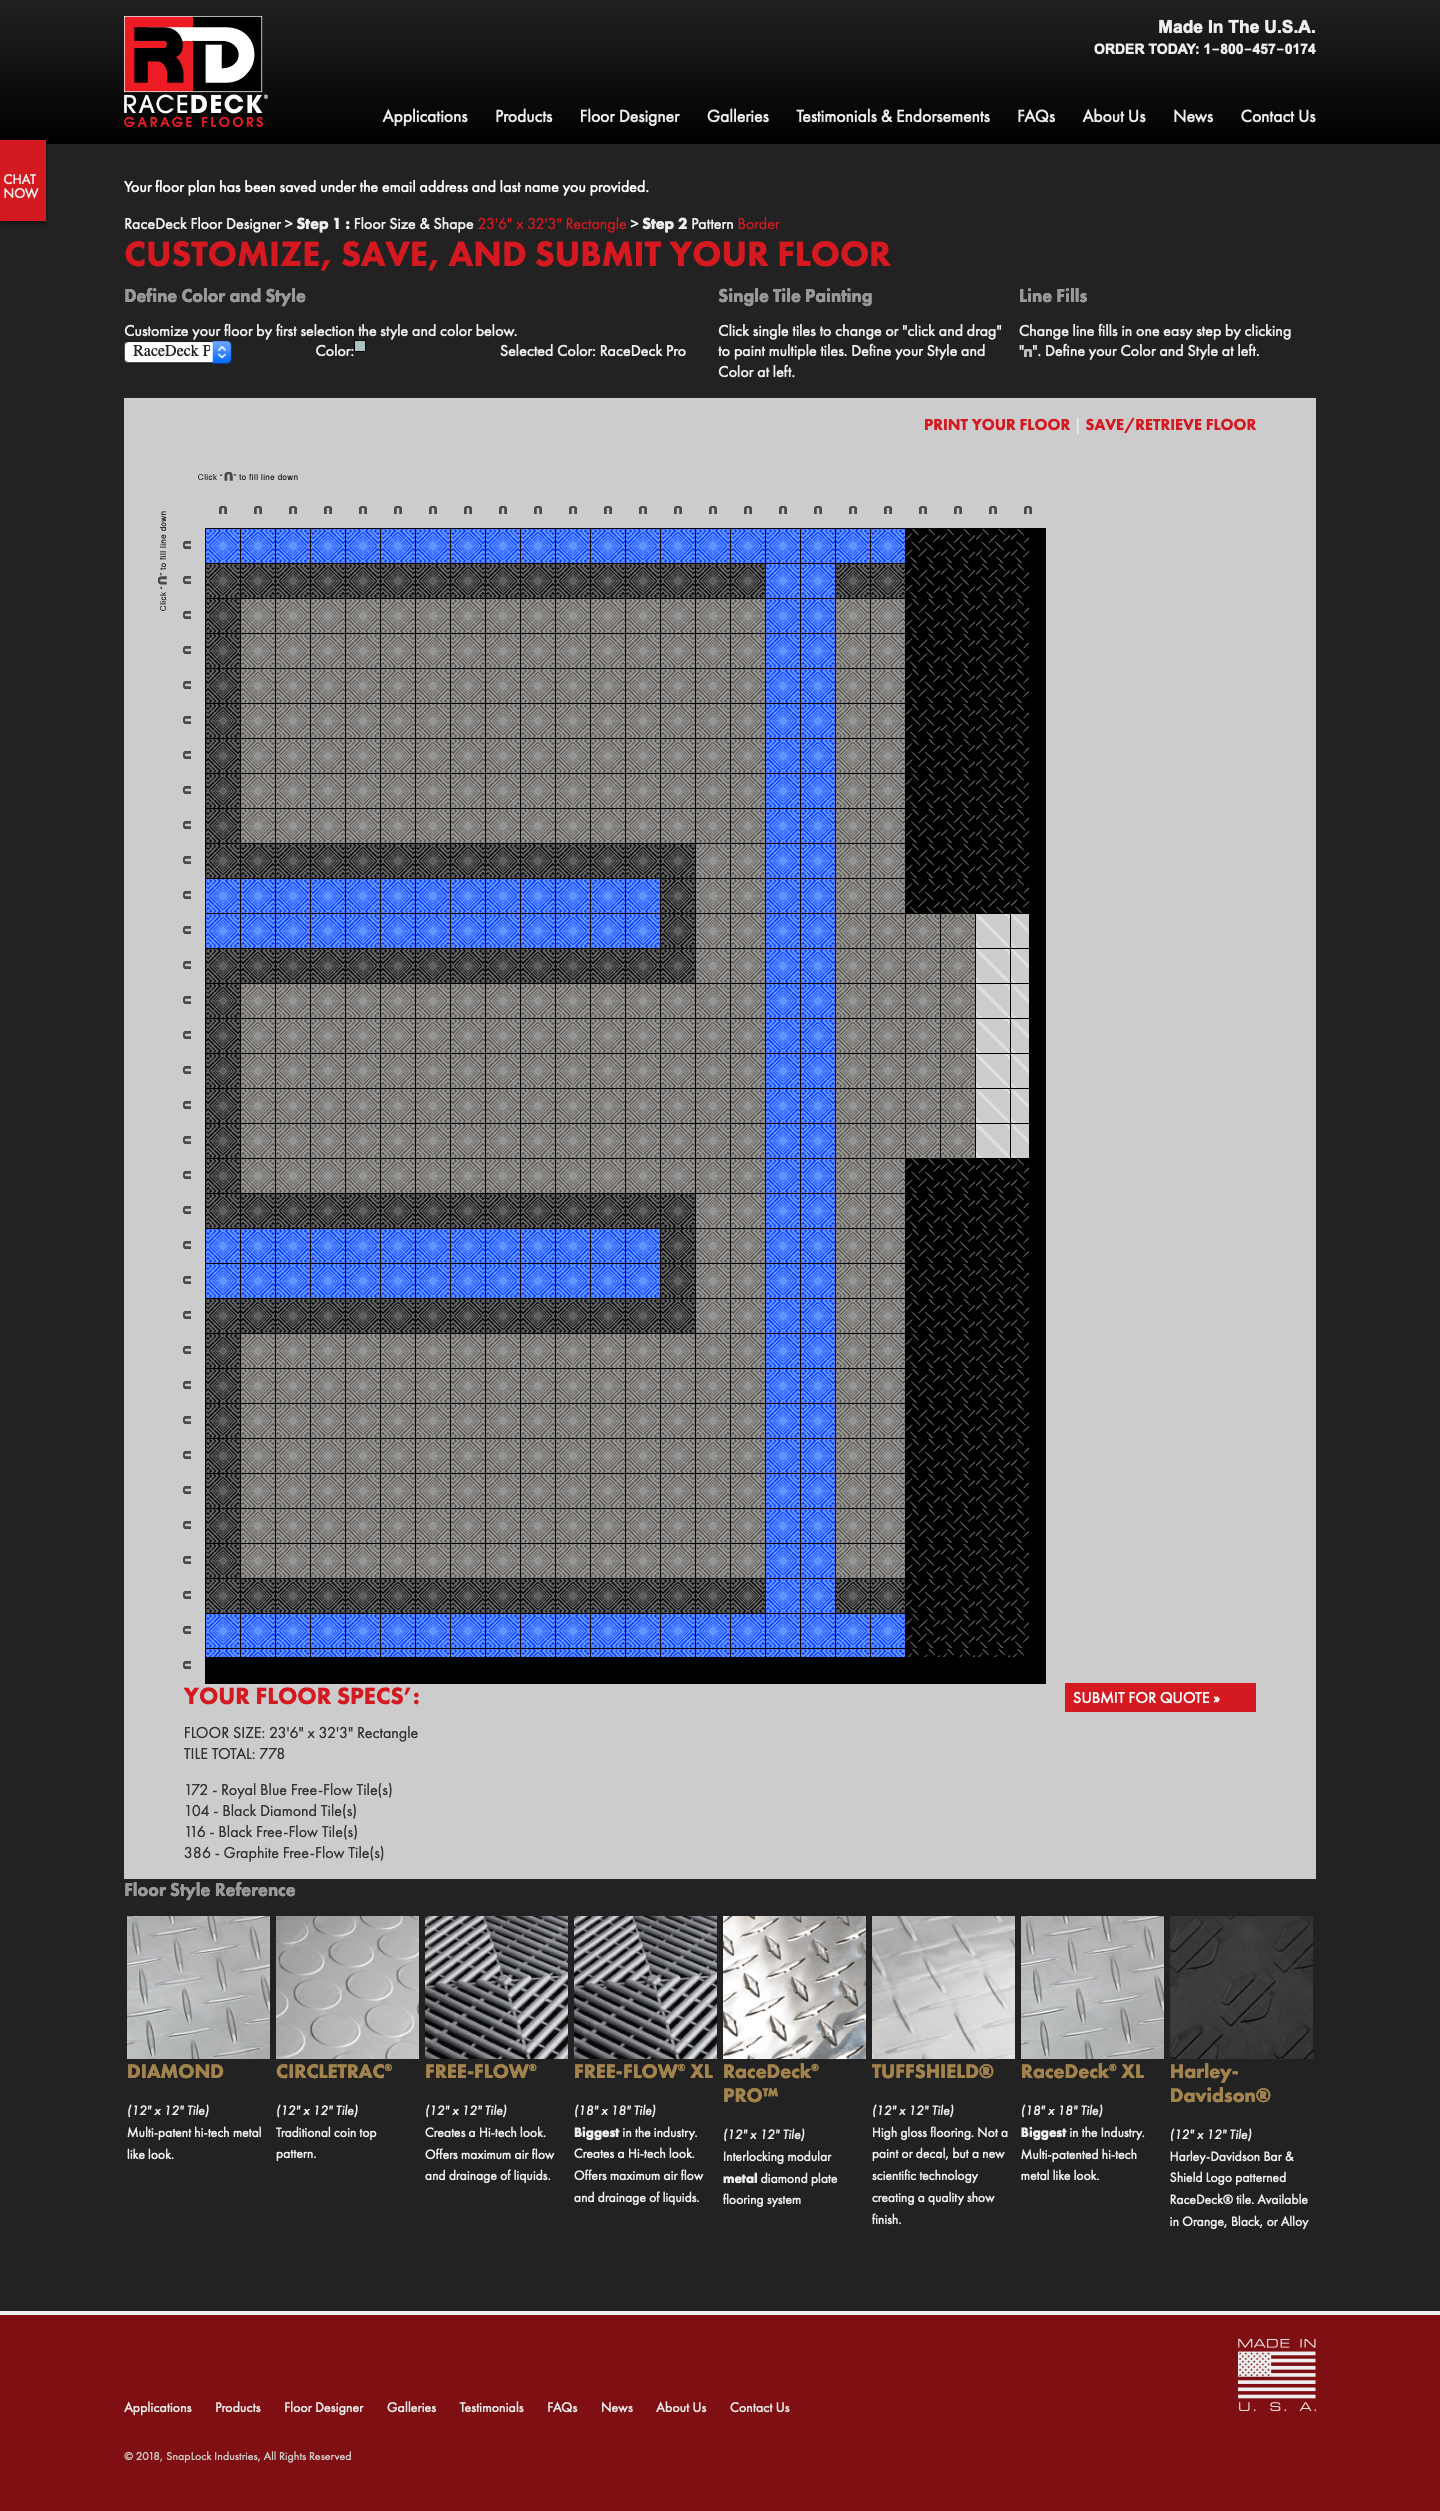 RD
RACEDECK®
GARAGE FLOORS
Made In The U.S.A.
ORDER TODAY: 1-800-457-0174
Applications Products Floor Designer Galleries Testimonials & Endorsements FAQs About Us News Contact Us
CHAT
NOW
Your floor plan has been saved under the email address and last name you provided.
RaceDeck Floor Designer > Step 1 : Floor Size & Shape 23'6" x 32'3" Rectangle > Step 2 Pattern Border
CUSTOMIZE, SAVE, AND SUBMIT YOUR FLOOR
Define Color and Style
Customize your floor by first selection the style and color below.
RaceDeck P Color: Selected Color: RaceDeck Pro
Single Tile Painting
Click single tiles to change or "click and drag"
to paint multiple tiles. Define your Style and
Color at left.
Line Fills
Change line fills in one easy step by clicking
"∩". Define your Color and Style at left.
PRINT YOUR FLOOR | SAVE/RETRIEVE FLOOR
Click "∩" to fill line down
Click "∩" to fill line down
YOUR FLOOR SPECS':
SUBMIT FOR QUOTE »
FLOOR SIZE: 23'6" x 32'3" Rectangle
TILE TOTAL: 778
172 - Royal Blue Free-Flow Tile(s)
104 - Black Diamond Tile(s)
116 - Black Free-Flow Tile(s)
386 - Graphite Free-Flow Tile(s)
Floor Style Reference
DIAMOND
(12" x 12" Tile)
Multi-patent hi-tech metal
like look.
CIRCLETRAC®
(12" x 12" Tile)
Traditional coin top
pattern.
FREE-FLOW®
(12" x 12" Tile)
Creates a Hi-tech look.
Offers maximum air flow
and drainage of liquids.
FREE-FLOW® XL
(18" x 18" Tile)
Biggest in the industry.
Creates a Hi-tech look.
Offers maximum air flow
and drainage of liquids.
RaceDeck®
PRO™
(12" x 12" Tile)
Interlocking modular
metal diamond plate
flooring system
TUFFSHIELD®
(12" x 12" Tile)
High gloss flooring. Not a
paint or decal, but a new
scientific technology
creating a quality show
finish.
RaceDeck® XL
(18" x 18" Tile)
Biggest in the Industry.
Multi-patented hi-tech
metal like look.
Harley-
Davidson®
(12" x 12" Tile)
Harley-Davidson Bar &
Shield Logo patterned
RaceDeck® tile. Available
in Orange, Black, or Alloy
MADE IN
U. S. A.
Applications Products Floor Designer Galleries Testimonials FAQs News About Us Contact Us
© 2018, SnapLock Industries, All Rights Reserved